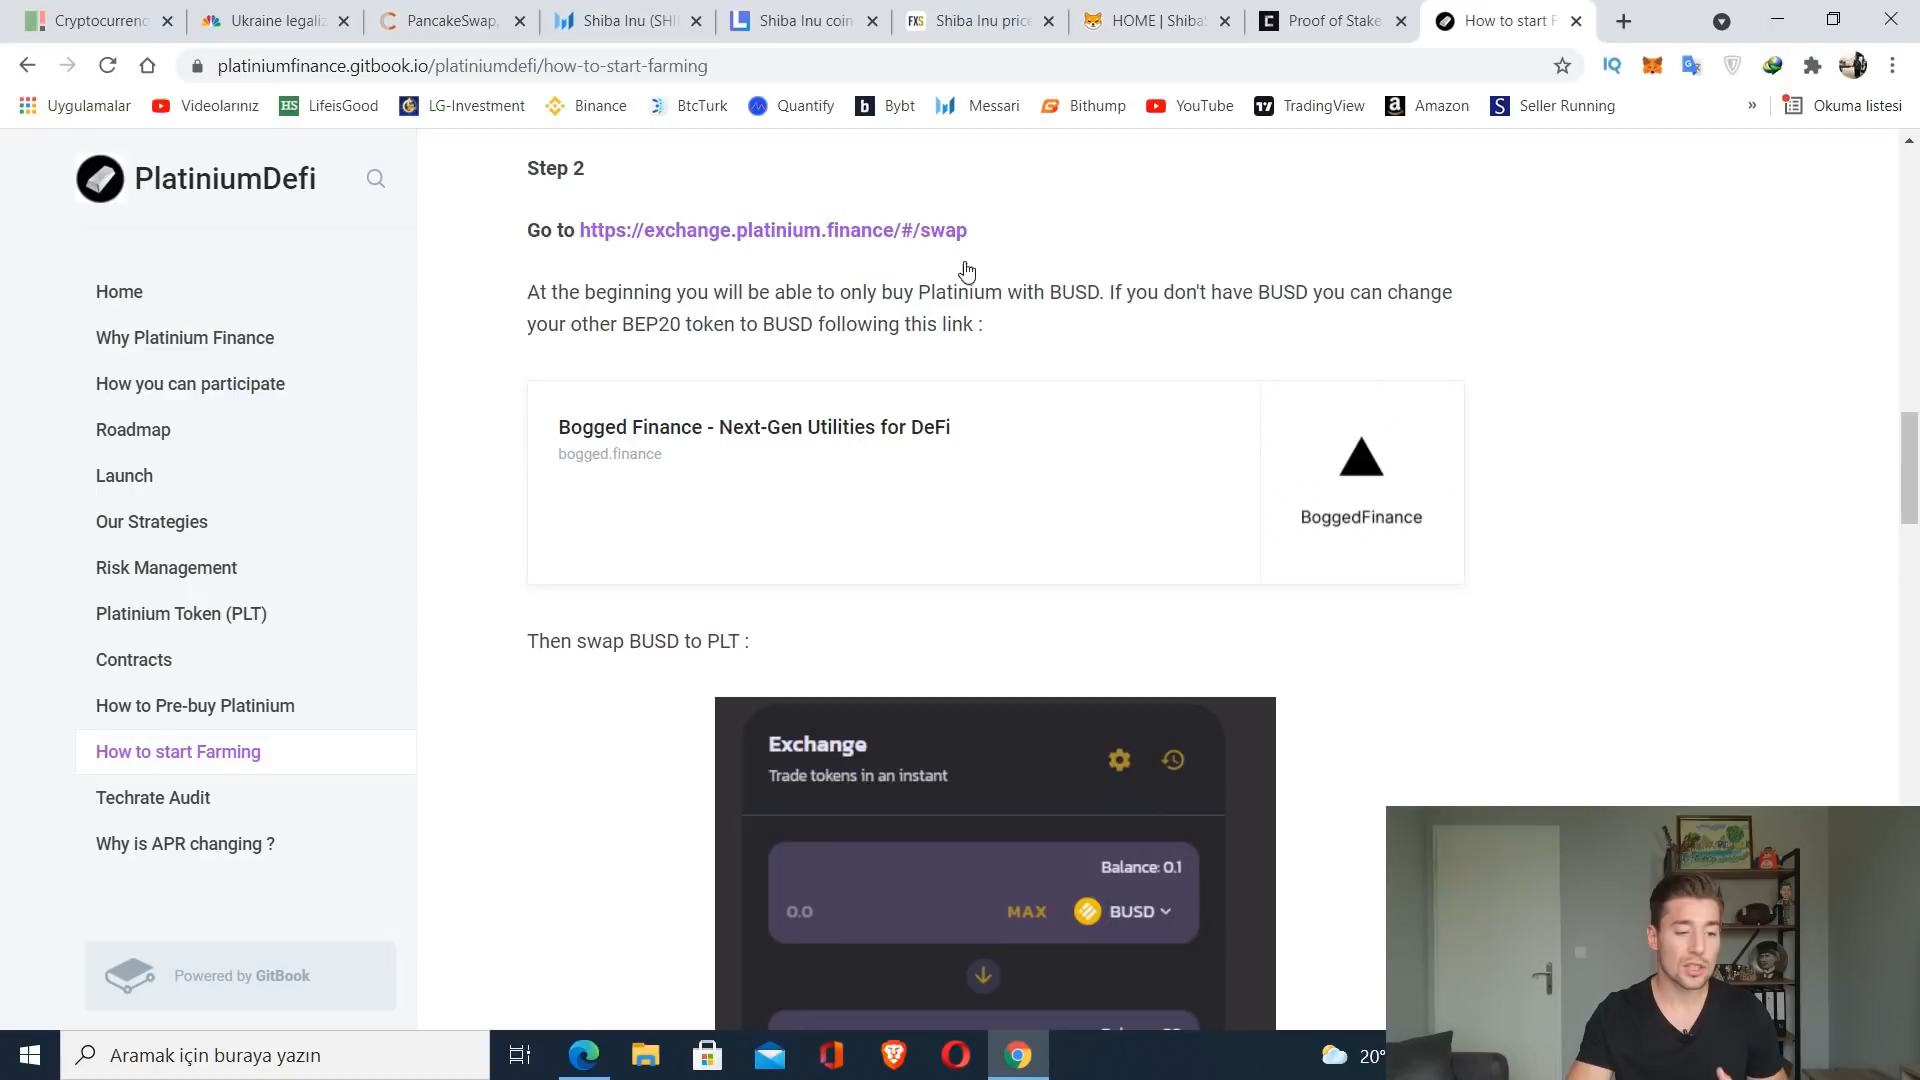 Cryptocurrenc
Ukraine legaliz
PancakeSwap,
Shiba Inu (SHI
Shiba Inu coin
FXS
Shiba Inu price
HOME | ShibaS
Proof of Stake
How to start F
platiniumfinance.gitbook.io/platiniumdefi/how-to-start-farming
IQ
Uygulamalar
Videolarınız
HS
LifeisGood
LG-Investment
Binance
BtcTurk
Quantify
Bybt
Messari
Bithump
YouTube
TradingView
Amazon
Seller Running
»
Okuma listesi
PlatiniumDefi
Home
Why Platinium Finance
How you can participate
Roadmap
Launch
Our Strategies
Risk Management
Platinium Token (PLT)
Contracts
How to Pre-buy Platinium
How to start Farming
Techrate Audit
Why is APR changing ?
Powered by GitBook
Step 2
Go to https://exchange.platinium.finance/#/swap
At the beginning you will be able to only buy Platinium with BUSD. If you don't have BUSD you can change
your other BEP20 token to BUSD following this link :
Bogged Finance - Next-Gen Utilities for DeFi
bogged.finance
BoggedFinance
Then swap BUSD to PLT :
Exchange
Trade tokens in an instant
Balance: 0.1
0.0
MAX
BUSD
Aramak için buraya yazın
20°